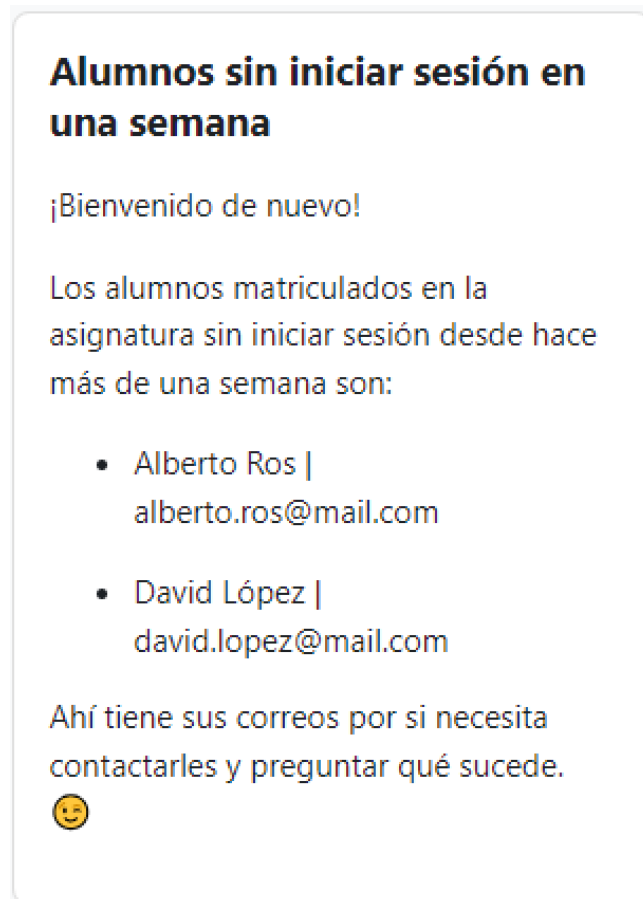 Alumnos sin iniciar sesión en
una semana
¡Bienvenido de nuevo!
Los alumnos matriculados en la
asignatura sin iniciar sesión desde hace
más de una semana son:
• Alberto Ros |
alberto.ros@mail.com
• David López |
david.lopez@mail.com
Ahí tiene sus correos por si necesita
contactarles y preguntar qué sucede.
😉